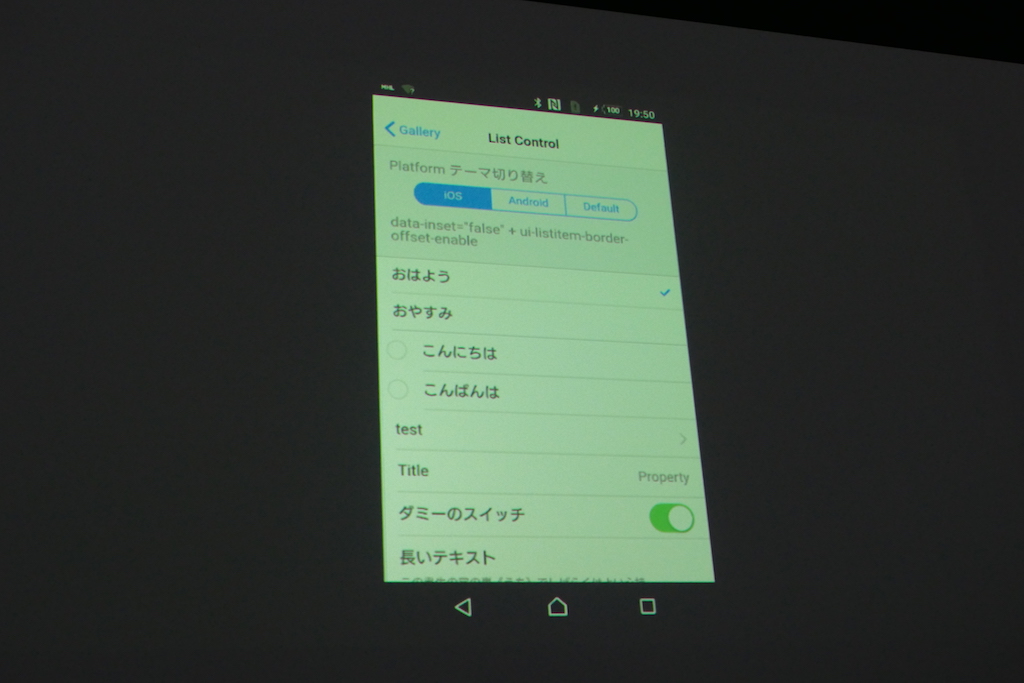 MHL 100 19:50
Gallery List Control
Platform テーマ切り替え
iOS Android Default
data-inset="false" + ui-listitem-border-
offset-enable
おはよう
おやすみ
こんにちは
こんばんは
test
Title Property
ダミーのスイッチ
長いテキスト